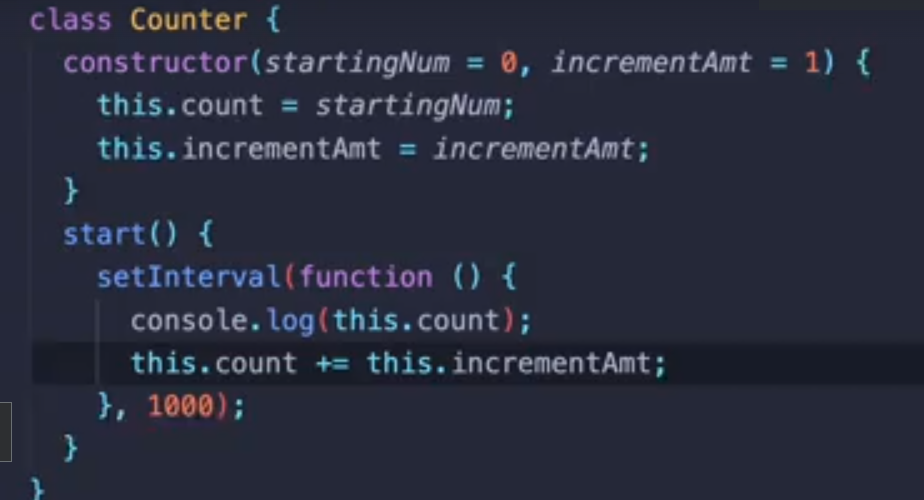 class Counter {
constructor(startingNum = 0, incrementAmt = 1) {
this.count = startingNum;
this.incrementAmt = incrementAmt;
}
start() {
setInterval(function () {
console.log(this.count);
this.count += this.incrementAmt;
}, 1000);
}
}